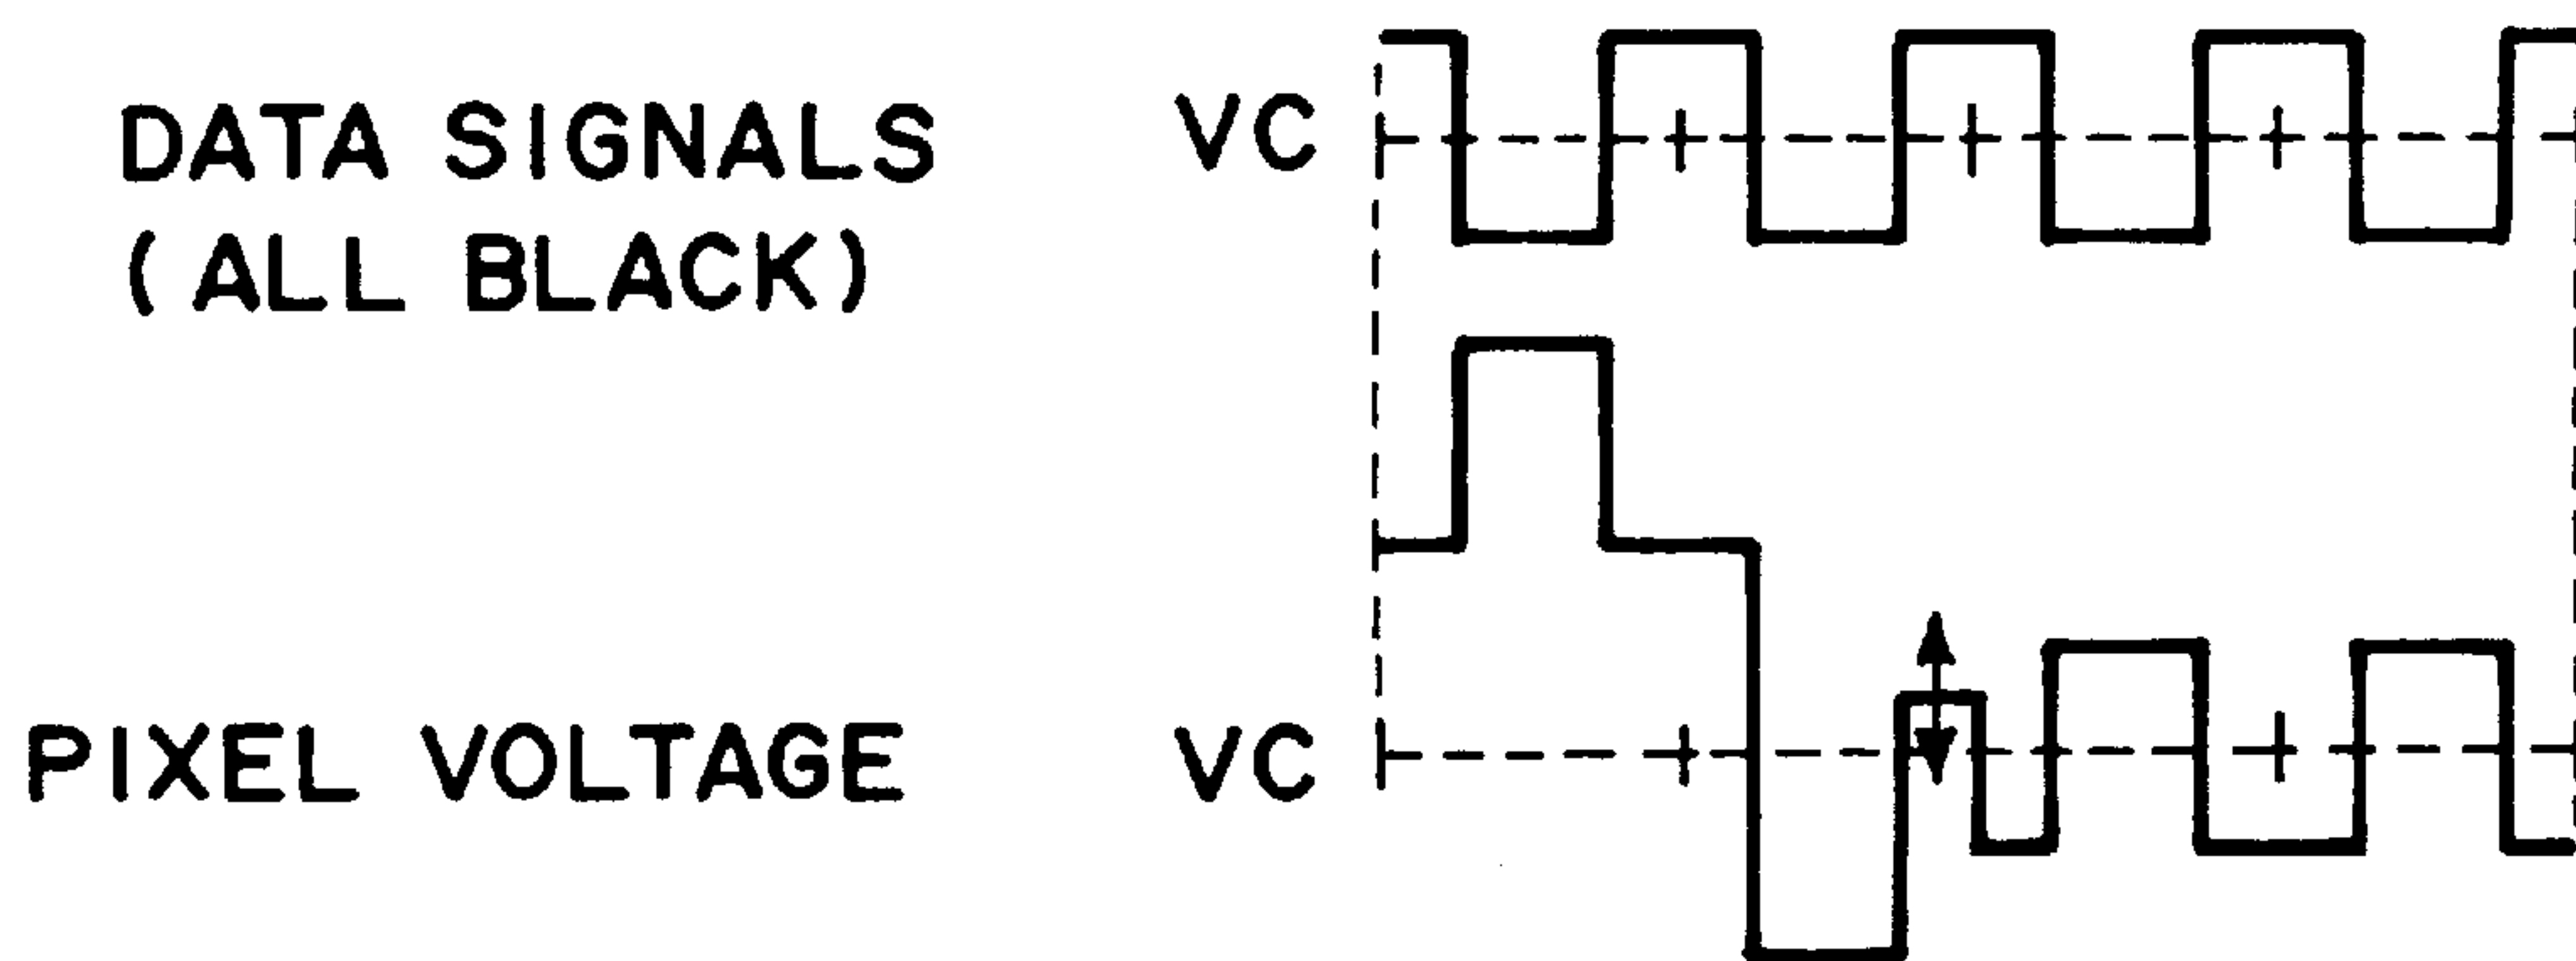 DATA SIGNALS
(ALL BLACK)
VC
PIXEL VOLTAGE
VC